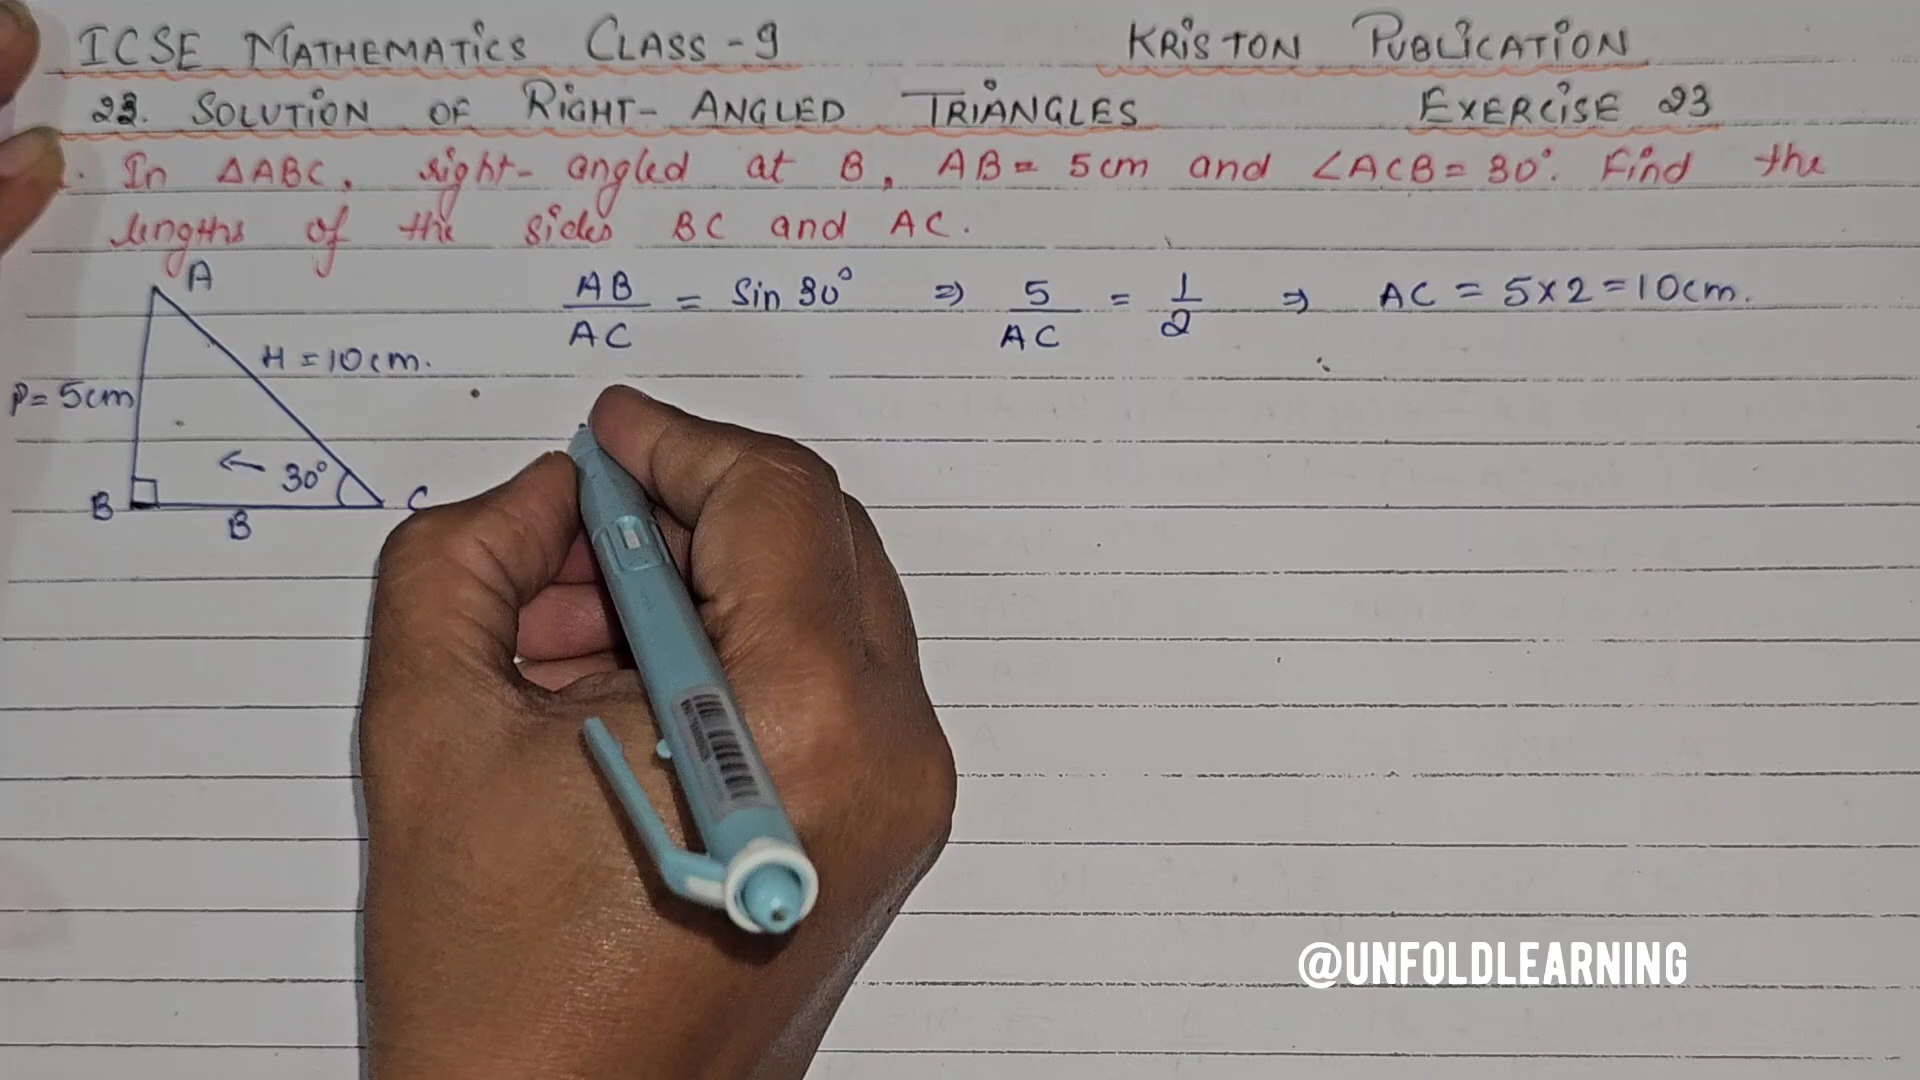 ICSE MATHEMATICS CLASS-9 KRISTON PUBLICATION
23. SOLUTION OF RIGHT-ANGLED TRIANGLES EXERCISE 23
In ΔABC, right-angled at B, AB = 5cm and ∠ACB = 30°. Find the
lengths of the sides BC and AC.
A
AB/AC = Sin 30° ⇒ 5/AC = 1/2 ⇒ AC = 5×2 = 10cm.
H = 10cm.
P = 5cm
← 30°
B C
B
@UNFOLDLEARNING